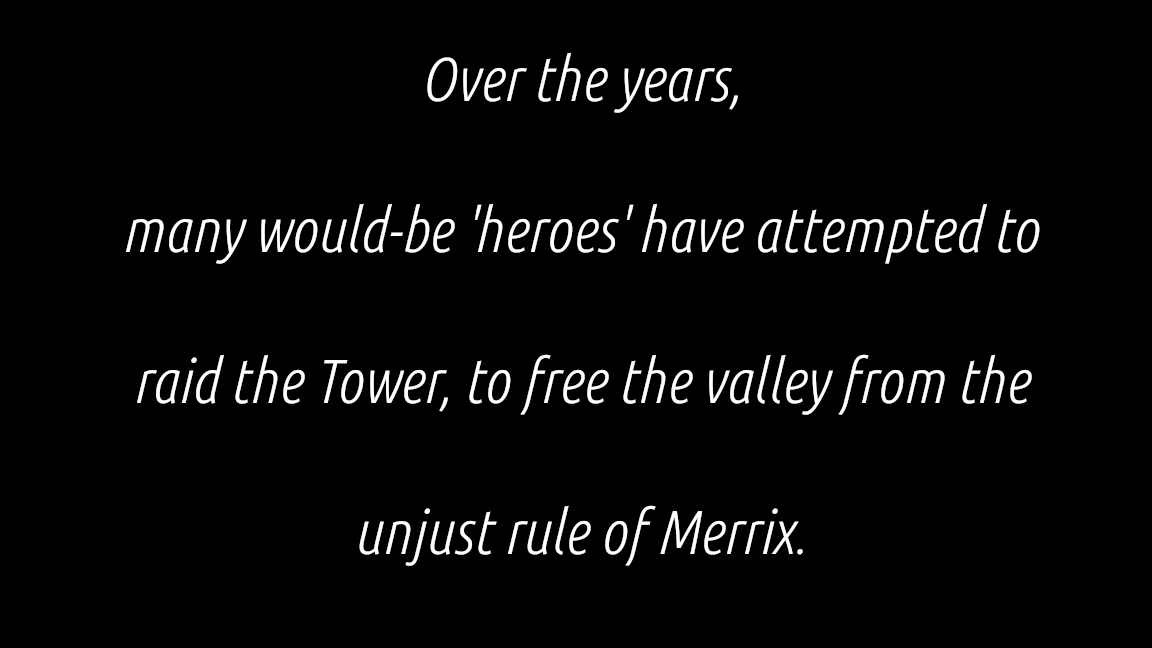 Over the years,
many would-be 'heroes' have attempted to
raid the Tower, to free the valley from the
unjust rule of Merrix.